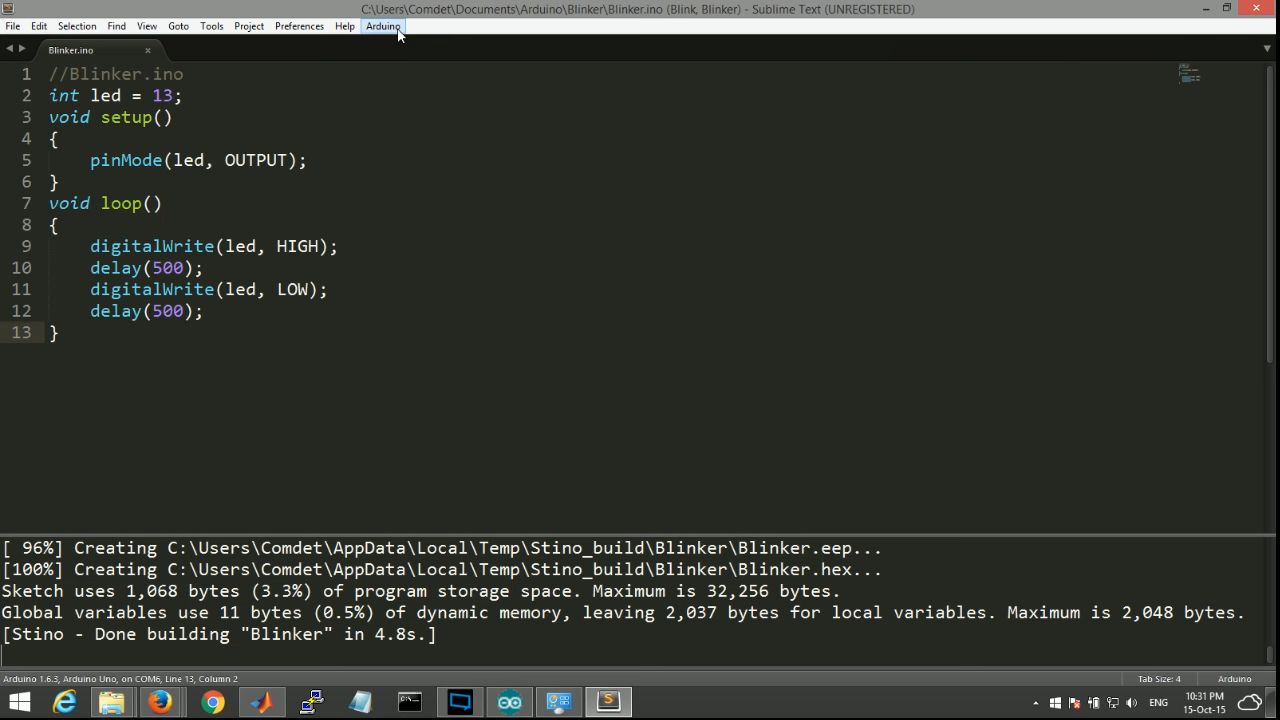 C:\Users\Comdet\Documents\Arduino\Blinker\Blinker.ino (Blink, Blinker) - Sublime Text (UNREGISTERED)
File Edit Selection Find View Goto Tools Project Preferences Help Arduino
Blinker.ino ×
1 //Blinker.ino
2 int led = 13;
3 void setup()
4 {
5     pinMode(led, OUTPUT);
6 }
7 void loop()
8 {
9     digitalWrite(led, HIGH);
10     delay(500);
11     digitalWrite(led, LOW);
12     delay(500);
13 }
[ 96%] Creating C:\Users\Comdet\AppData\Local\Temp\Stino_build\Blinker\Blinker.eep...
[100%] Creating C:\Users\Comdet\AppData\Local\Temp\Stino_build\Blinker\Blinker.hex...
Sketch uses 1,068 bytes (3.3%) of program storage space. Maximum is 32,256 bytes.
Global variables use 11 bytes (0.5%) of dynamic memory, leaving 2,037 bytes for local variables. Maximum is 2,048 bytes.
[Stino - Done building "Blinker" in 4.8s.]
Arduino 1.6.3, Arduino Uno, on COM6, Line 13, Column 2 Tab Size: 4 Arduino
ENG 10:31 PM
15-Oct-15